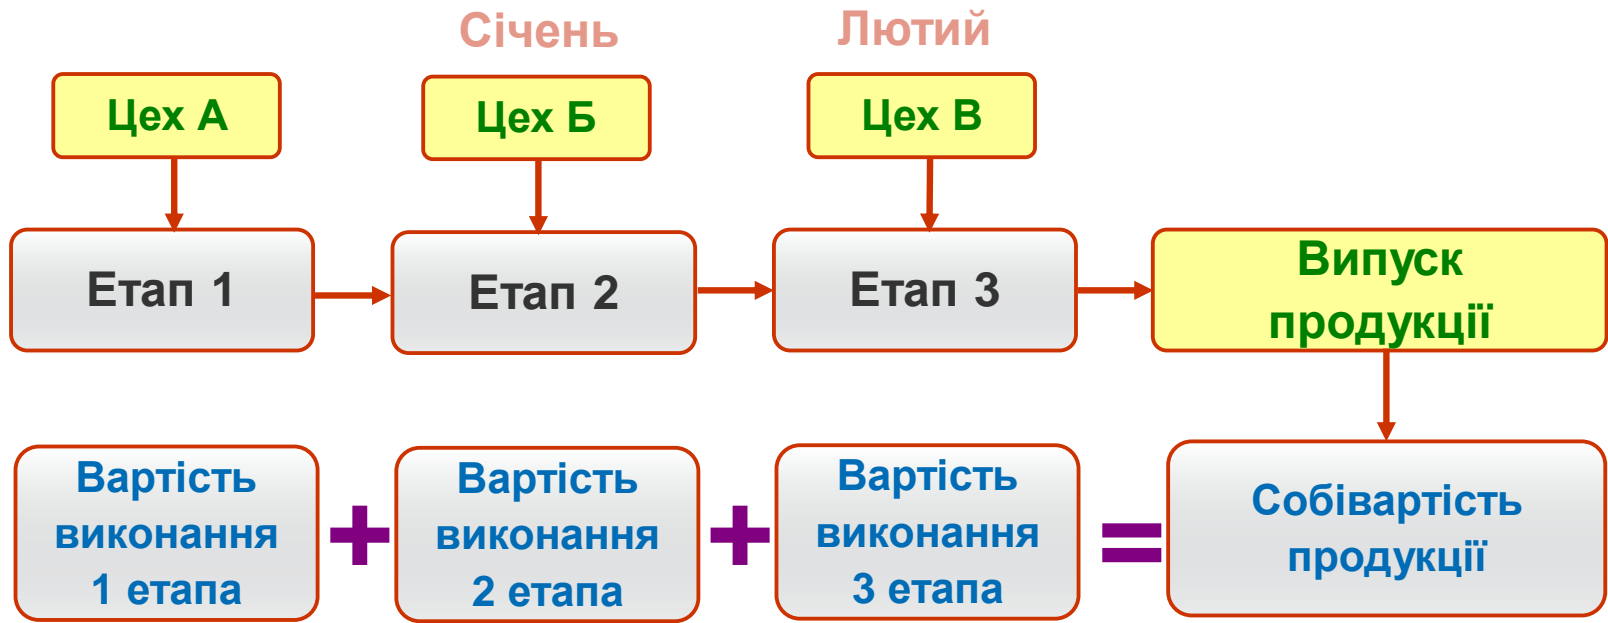 Січень
Лютий
Цех А
Цех Б
Цех В
Етап 1
Етап 2
Етап 3
Випуск
продукції
Вартість
виконання
1 етапа
+
Вартість
виконання
2 етапа
+
Вартість
виконання
3 етапа
=
Собівартість
продукції